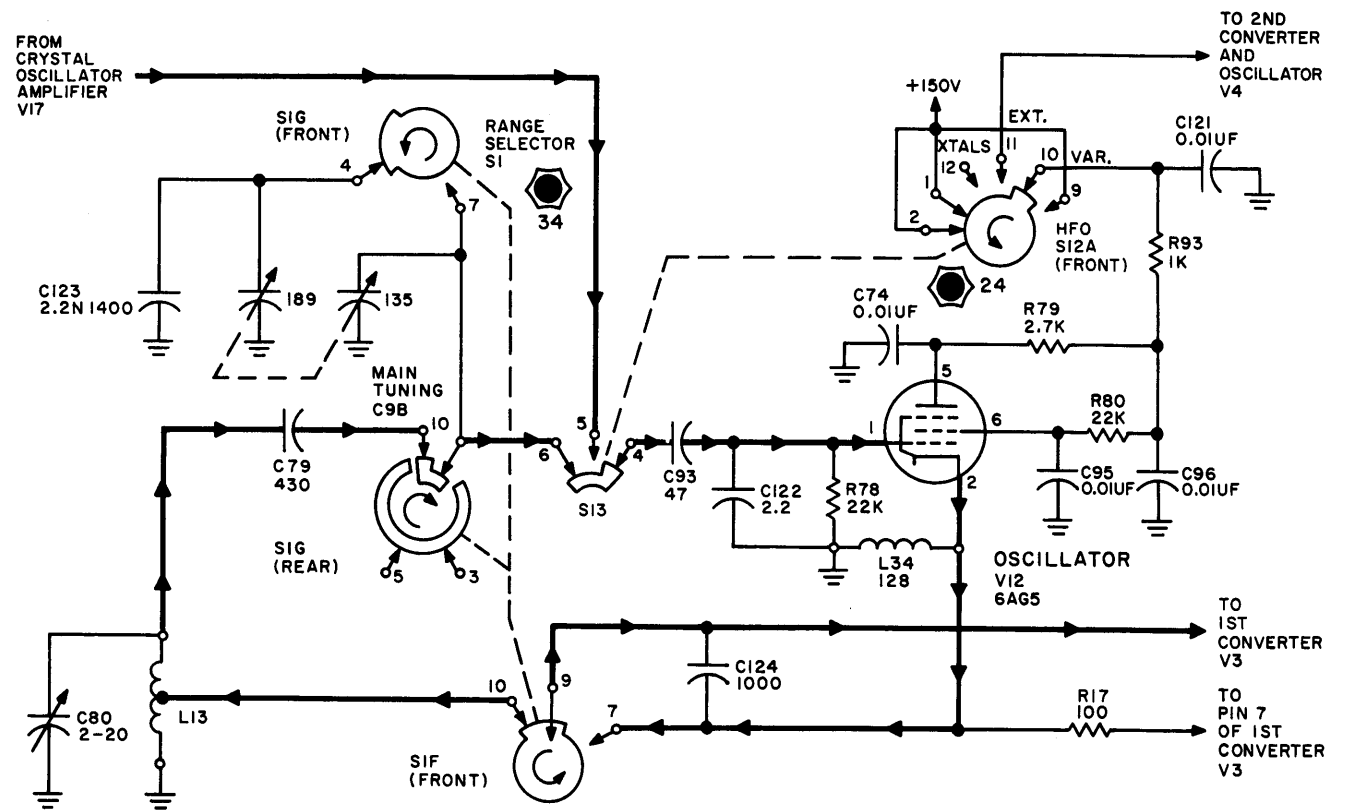 FROM
CRYSTAL
OSCILLATOR
AMPLIFIER
V17
S1G
(FRONT)
RANGE
SELECTOR
S1
34
4
7
C123
2.2N1400
189
135
MAIN
TUNING
C9B
10
C79
430
S1G
(REAR)
5
3
6
5
4
S13
C93
47
C122
2.2
R78
22K
L34
128
TO 2ND
CONVERTER
AND
OSCILLATOR
V4
+150V
EXT.
XTALS
11
12
10
VAR.
1
2
9
HFO
S12A
(FRONT)
24
C121
0.01UF
R93
1K
C74
0.01UF
R79
2.7K
5
1
6
2
R80
22K
C95
0.01UF
C96
0.01UF
OSCILLATOR
V12
6AG5
C80
2-20
L13
10
9
7
S1F
(FRONT)
C124
1000
R17
100
TO
1ST
CONVERTER
V3
TO
PIN 7
OF 1ST
CONVERTER
V3